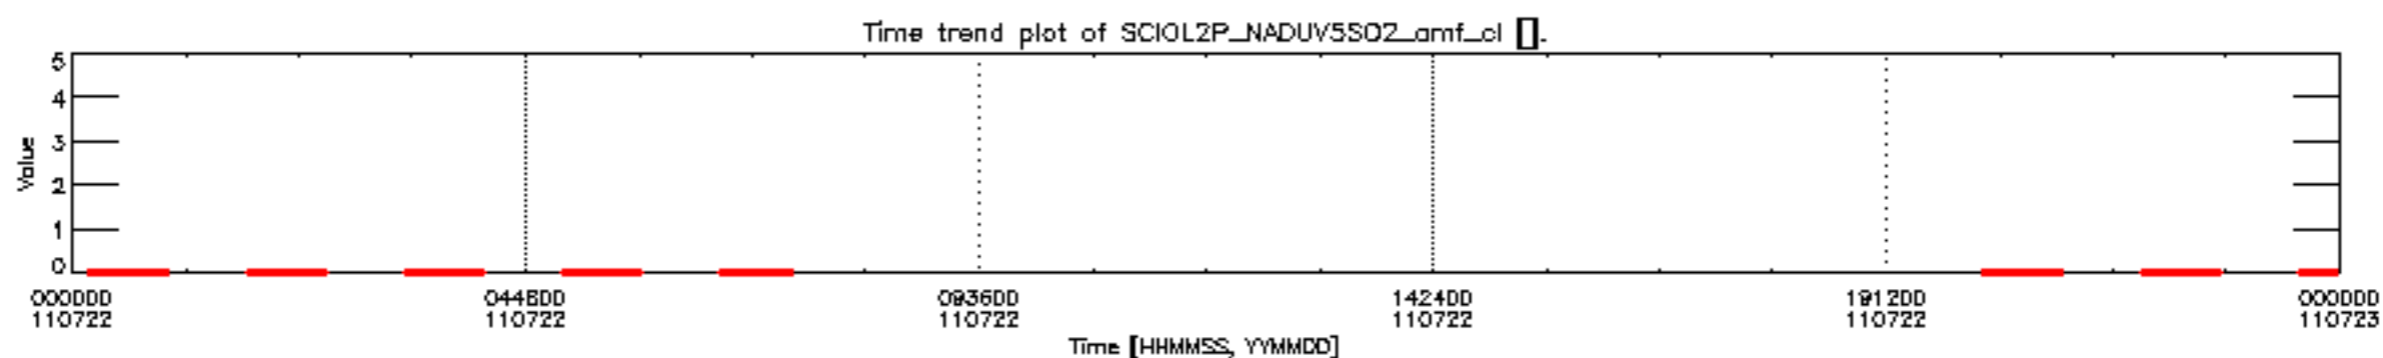 Time trend plot of SCIOL2P_NADUV5SO2_amf_cl [].
5
4
3
2
1
0
Value
000000 044800 093600 142400 191200 000000
110722 110722 110722 110722 110722 110723
Time [HHMMSS, YYMMDD]